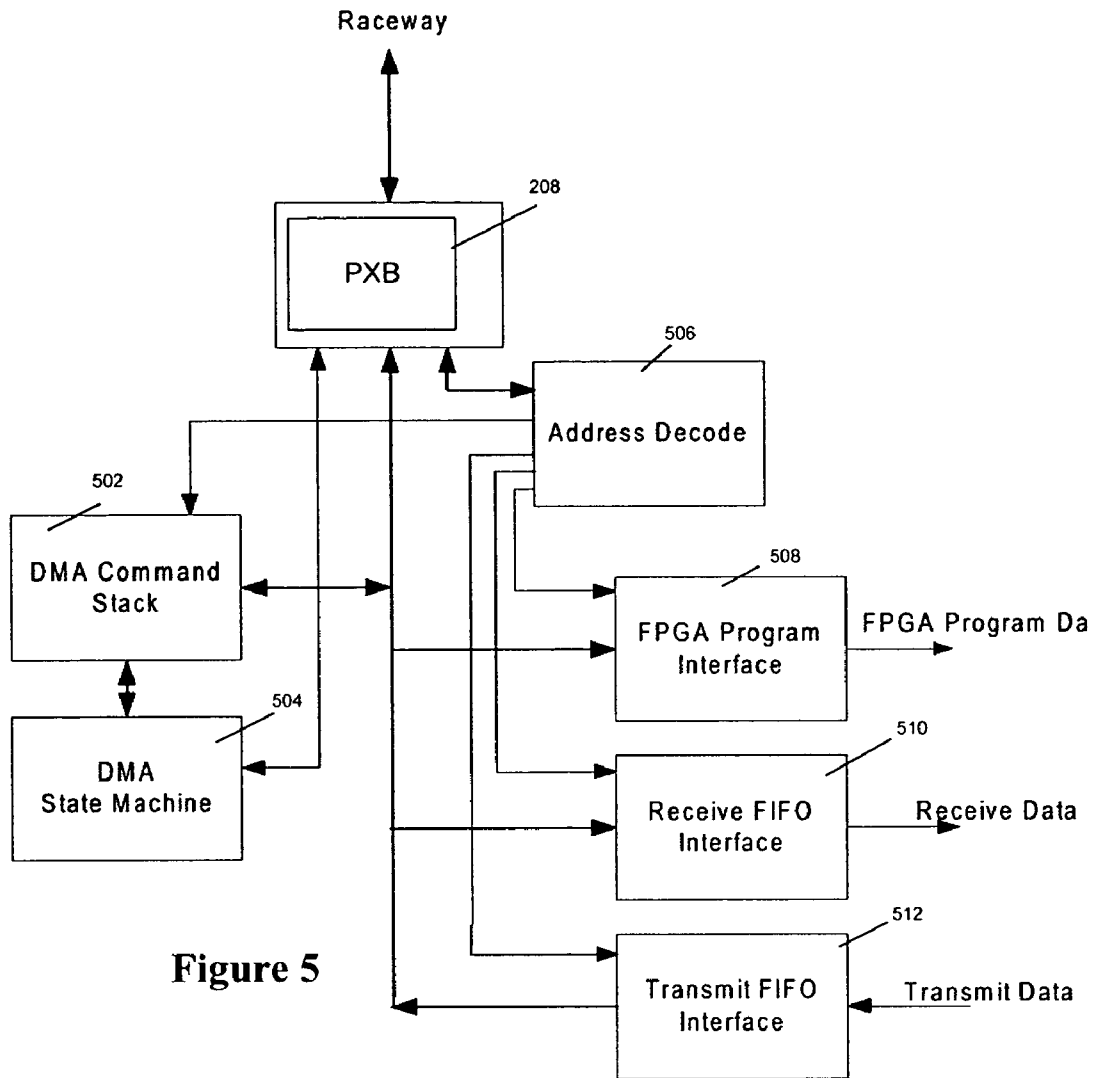 Raceway
208
PXB
506
Address Decode
502
DMA Command
Stack
508
FPGA Program
Interface
FPGA Program Da
504
DMA
State Machine
510
Receive FIFO
Interface
Receive Data
512
Transmit FIFO
Interface
Transmit Data
Figure 5